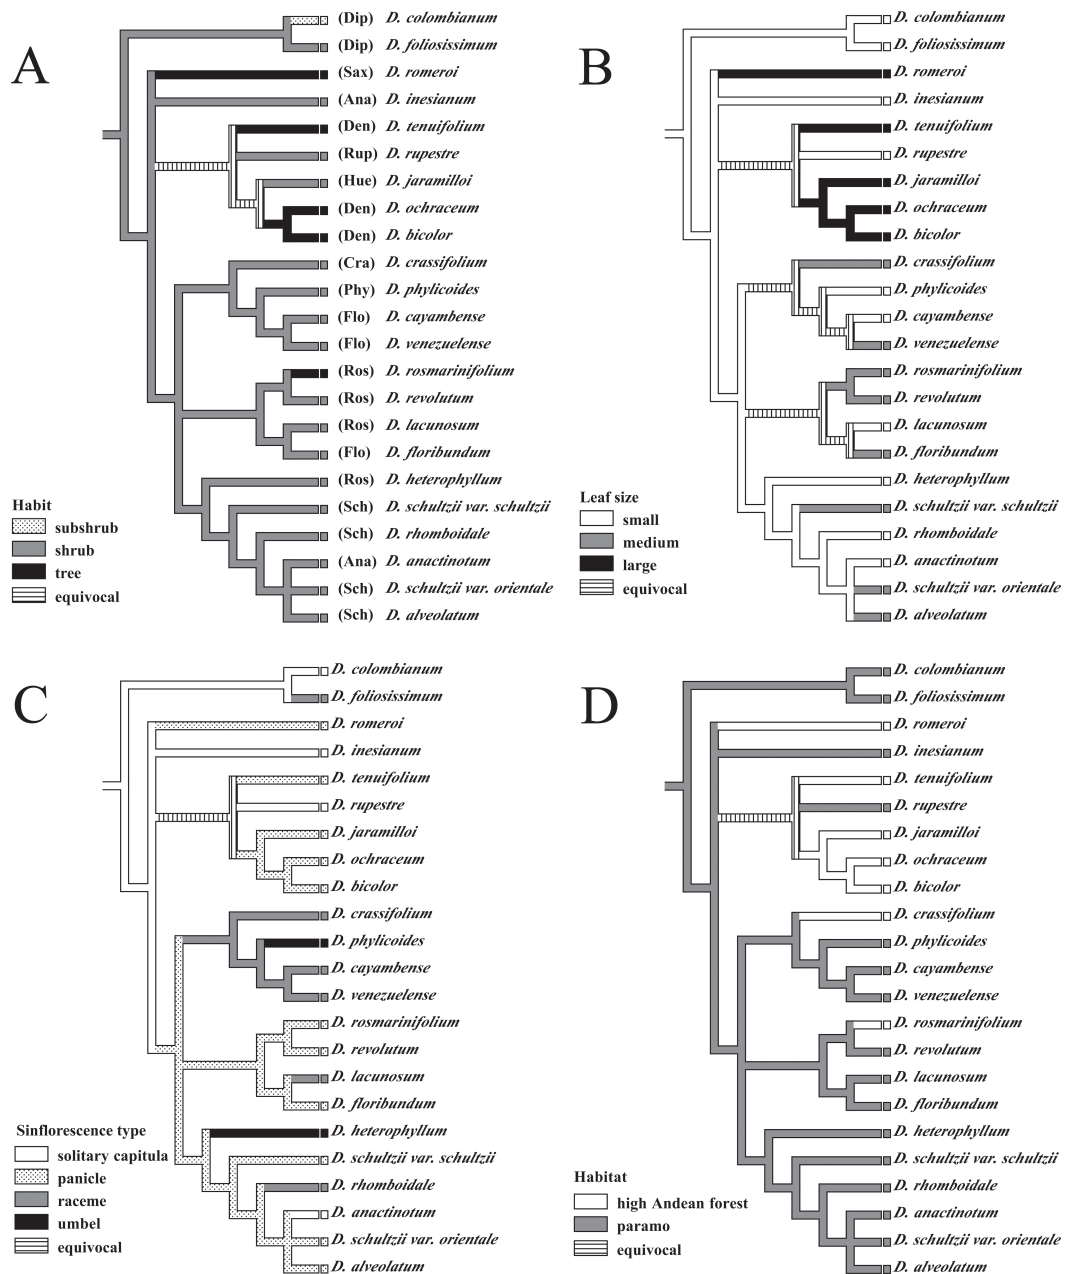 A
(Dip) D. colombianum
(Dip) D. foliosissimum
(Sax) D. romeroi
(Ana) D. inesianum
(Den) D. tenuifolium
(Rup) D. rupestre
(Hue) D. jaramilloi
(Den) D. ochraceum
(Den) D. bicolor
(Cra) D. crassifolium
(Phy) D. phylicoides
(Flo) D. cayambense
(Flo) D. venezuelense
(Ros) D. rosmarinifolium
(Ros) D. revolutum
(Ros) D. lacunosum
(Flo) D. floribundum
(Ros) D. heterophyllum
(Sch) D. schultzii var. schultzii
(Sch) D. rhomboidale
(Ana) D. anactinotum
(Sch) D. schultzii var. orientale
(Sch) D. alveolatum
Habit
subshrub
shrub
tree
equivocal
B
D. colombianum
D. foliosissimum
D. romeroi
D. inesianum
D. tenuifolium
D. rupestre
D. jaramilloi
D. ochraceum
D. bicolor
D. crassifolium
D. phylicoides
D. cayambense
D. venezuelense
D. rosmarinifolium
D. revolutum
D. lacunosum
D. floribundum
D. heterophyllum
D. schultzii var. schultzii
D. rhomboidale
D. anactinotum
D. schultzii var. orientale
D. alveolatum
Leaf size
small
medium
large
equivocal
C
D. colombianum
D. foliosissimum
D. romeroi
D. inesianum
D. tenuifolium
D. rupestre
D. jaramilloi
D. ochraceum
D. bicolor
D. crassifolium
D. phylicoides
D. cayambense
D. venezuelense
D. rosmarinifolium
D. revolutum
D. lacunosum
D. floribundum
D. heterophyllum
D. schultzii var. schultzii
D. rhomboidale
D. anactinotum
D. schultzii var. orientale
D. alveolatum
Sinflorescence type
solitary capitula
panicle
raceme
umbel
equivocal
D
D. colombianum
D. foliosissimum
D. romeroi
D. inesianum
D. tenuifolium
D. rupestre
D. jaramilloi
D. ochraceum
D. bicolor
D. crassifolium
D. phylicoides
D. cayambense
D. venezuelense
D. rosmarinifolium
D. revolutum
D. lacunosum
D. floribundum
D. heterophyllum
D. schultzii var. schultzii
D. rhomboidale
D. anactinotum
D. schultzii var. orientale
D. alveolatum
Habitat
high Andean forest
paramo
equivocal